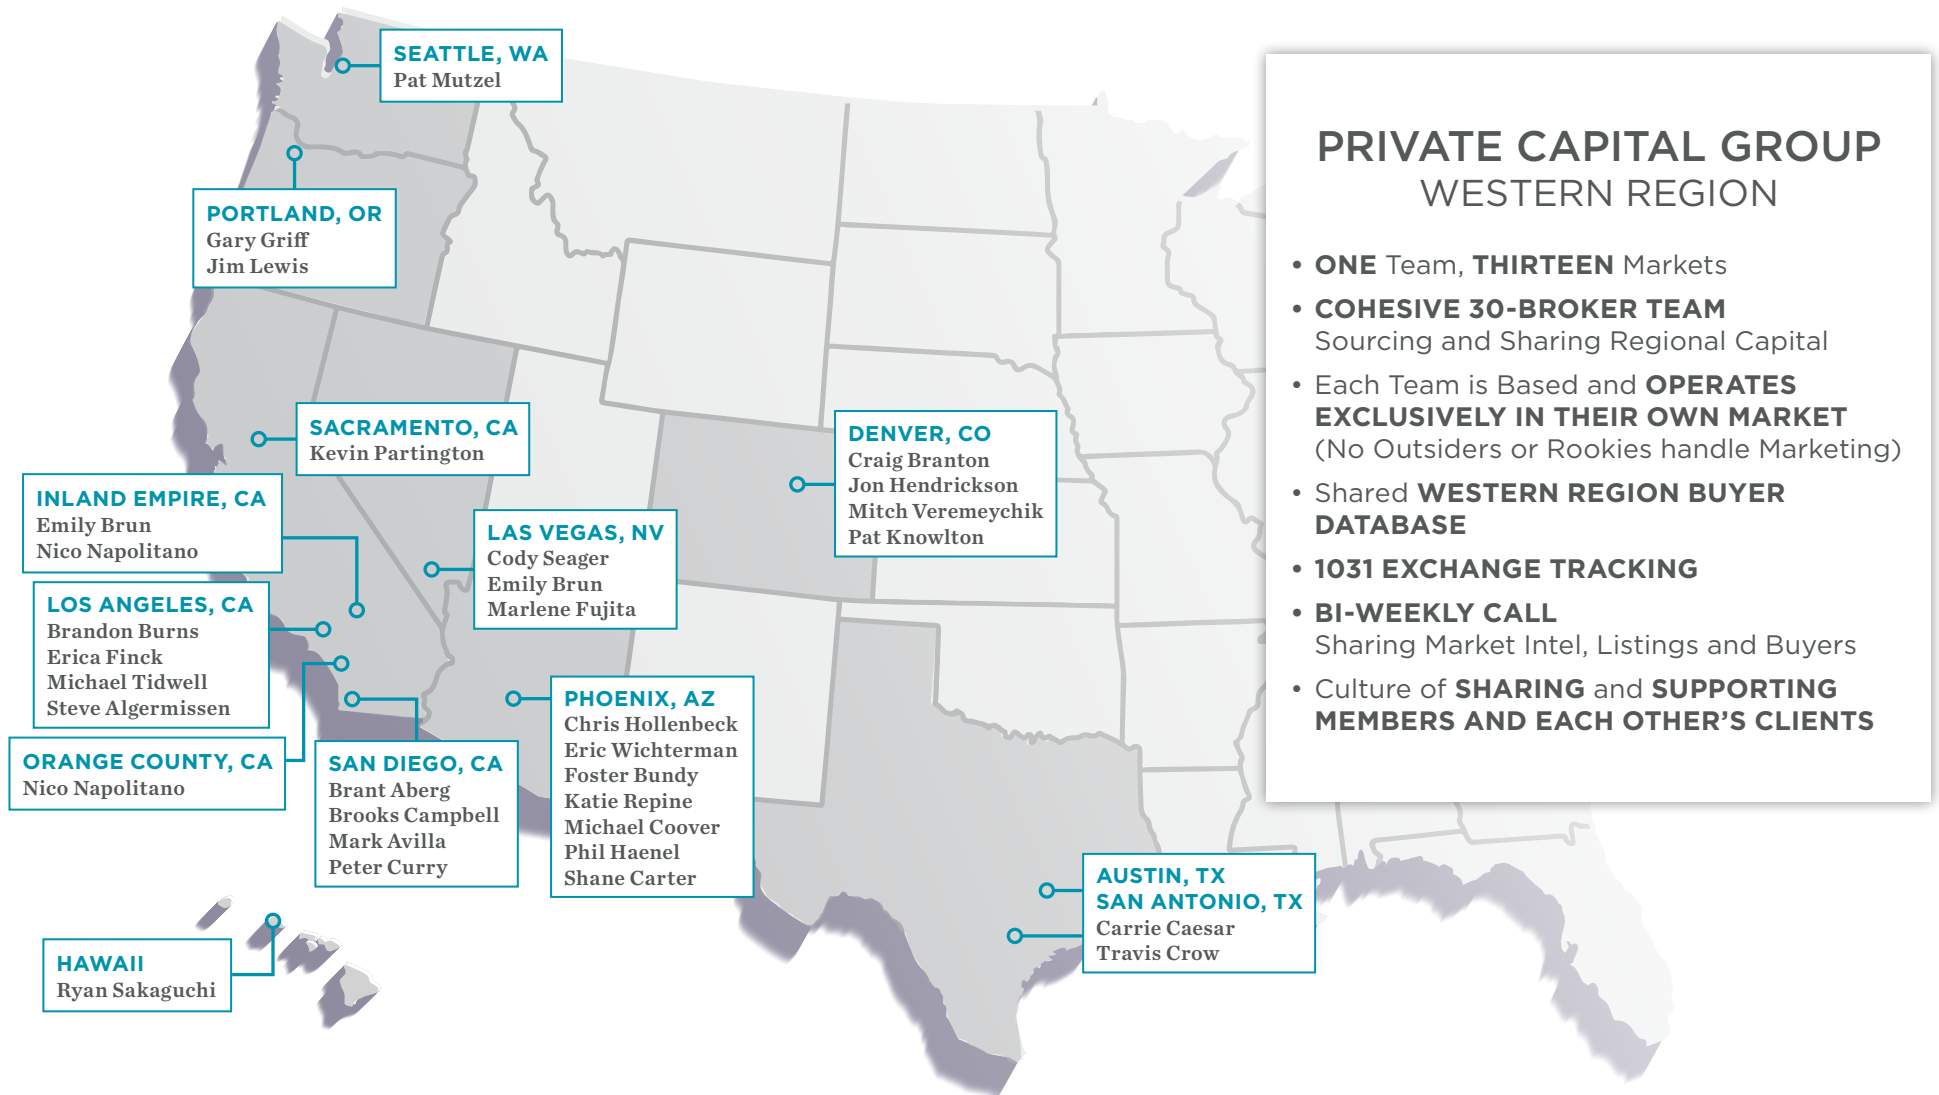 SEATTLE, WA
Pat Mutzel
PORTLAND, OR
Gary Griff
Jim Lewis
SACRAMENTO, CA
Kevin Partington
INLAND EMPIRE, CA
Emily Brun
Nico Napolitano
LAS VEGAS, NV
Cody Seager
Emily Brun
Marlene Fujita
DENVER, CO
Craig Branton
Jon Hendrickson
Mitch Veremeychik
Pat Knowlton
LOS ANGELES, CA
Brandon Burns
Erica Finck
Michael Tidwell
Steve Algermissen
ORANGE COUNTY, CA
Nico Napolitano
SAN DIEGO, CA
Brant Aberg
Brooks Campbell
Mark Avilla
Peter Curry
PHOENIX, AZ
Chris Hollenbeck
Eric Wichterman
Foster Bundy
Katie Repine
Michael Coover
Phil Haenel
Shane Carter
AUSTIN, TX
SAN ANTONIO, TX
Carrie Caesar
Travis Crow
HAWAII
Ryan Sakaguchi
PRIVATE CAPITAL GROUP
WESTERN REGION
• ONE Team, THIRTEEN Markets
• COHESIVE 30-BROKER TEAM
Sourcing and Sharing Regional Capital
• Each Team is Based and OPERATES
EXCLUSIVELY IN THEIR OWN MARKET
(No Outsiders or Rookies handle Marketing)
• Shared WESTERN REGION BUYER
DATABASE
• 1031 EXCHANGE TRACKING
• BI-WEEKLY CALL
Sharing Market Intel, Listings and Buyers
• Culture of SHARING and SUPPORTING
MEMBERS AND EACH OTHER’S CLIENTS